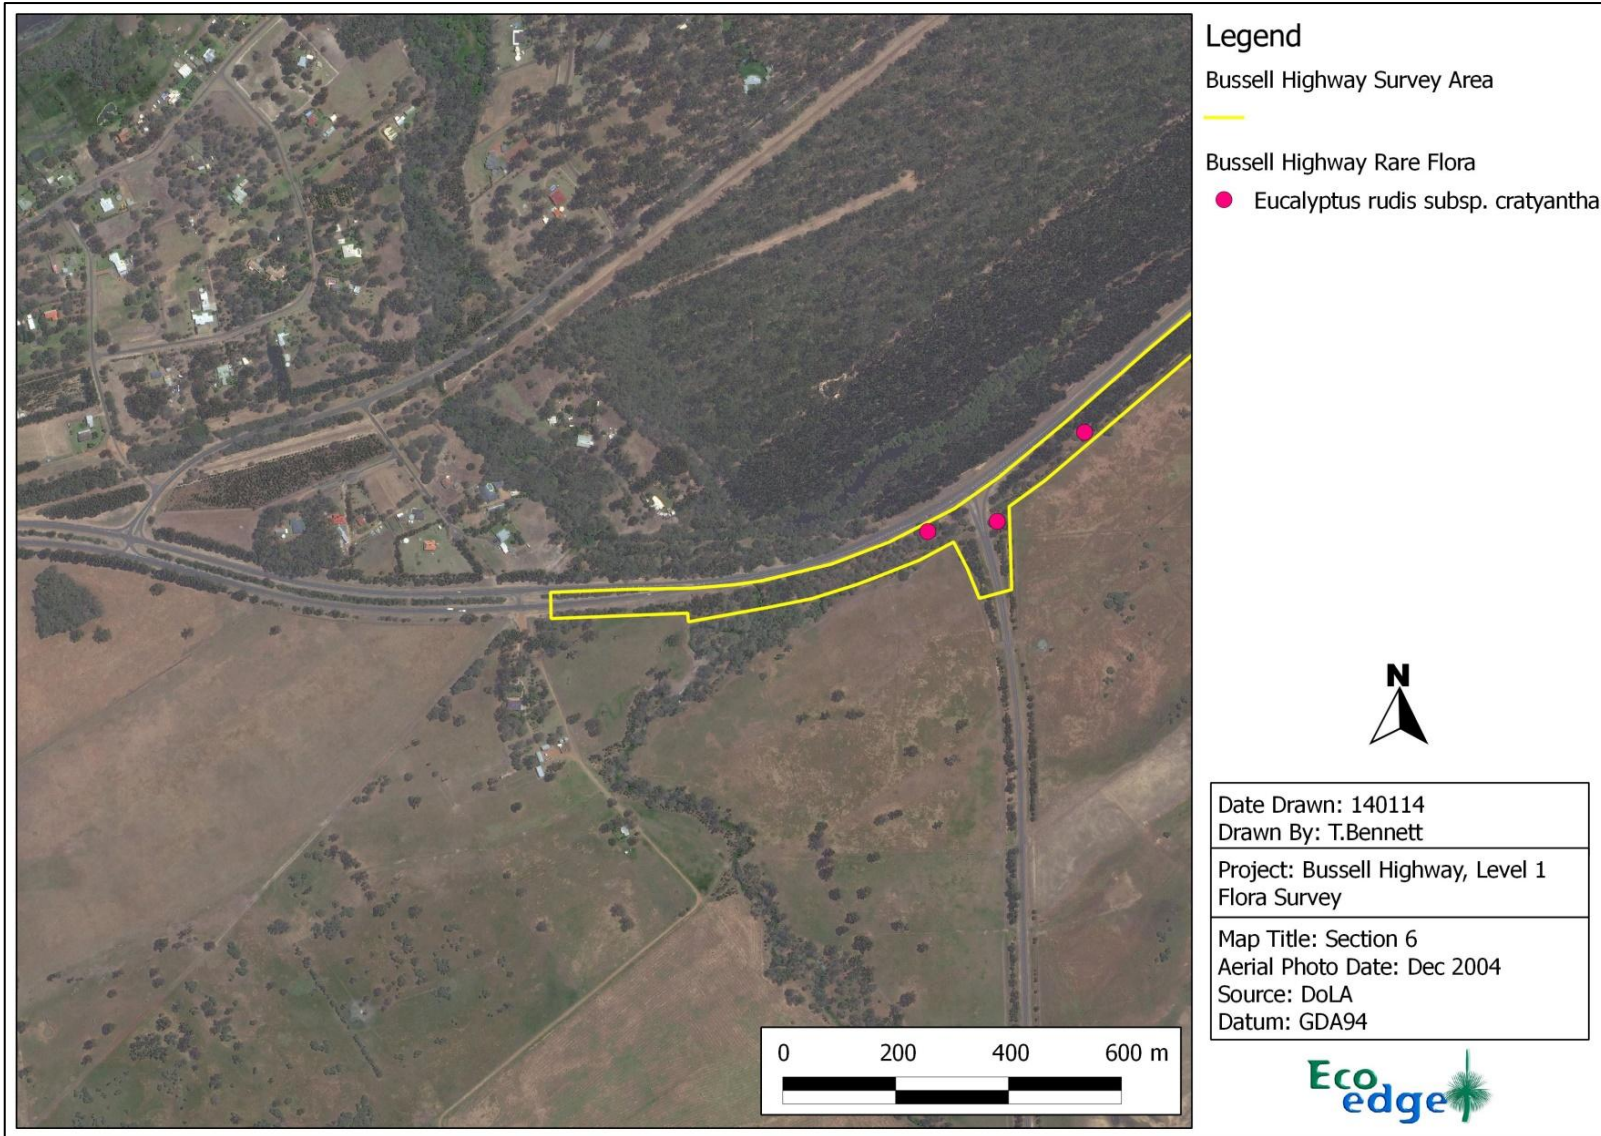 Legend
Bussell Highway Survey Area
Bussell Highway Rare Flora
Eucalyptus rudis subsp. cratyantha
N
Date Drawn: 140114
Drawn By: T.Bennett
Project: Bussell Highway, Level 1
Flora Survey
Map Title: Section 6
Aerial Photo Date: Dec 2004
Source: DoLA
Datum: GDA94
0 200 400 600 m
Eco
edge